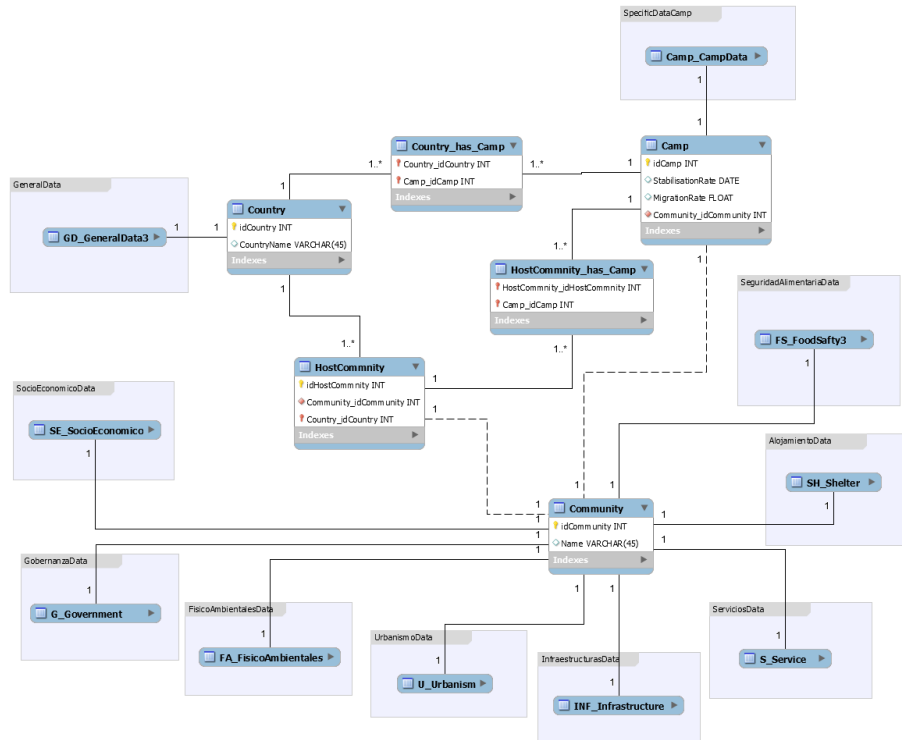 SpecificDataCamp
Camp_CampData
1
1
Country_has_Camp
Country_idCountry INT
Camp_idCamp INT
Indexes
1..*
1..*
1
Camp
idCamp INT
StabilisationRate DATE
MigrationRate FLOAT
Community_idCommunity INT
Indexes
1
1
GeneralData
GD_GeneralData3
1
1
1
Country
idCountry INT
CountryName VARCHAR(45)
Indexes
1
1..*
HostCommnity_has_Camp
HostCommnity_idHostCommnity INT
Camp_idCamp INT
Indexes
1..*
1..*
SeguridadAlimentariaData
FS_FoodSafty3
1
HostCommnity
idHostCommnity INT
Community_idCommunity INT
Country_idCountry INT
Indexes
1
1
SocioEconomicoData
SE_SocioEconomico
1
AlojamientoData
SH_Shelter
1
Community
idCommunity INT
Name VARCHAR(45)
Indexes
1
1
1
1
1
1
1
1
1
1
GobernanzaData
G_Government
1
FisicoAmbientalesData
FA_FisicoAmbientales
1
UrbanismoData
U_Urbanism
1
InfraestructurasData
INF_Infrastructure
1
ServiciosData
S_Service
1